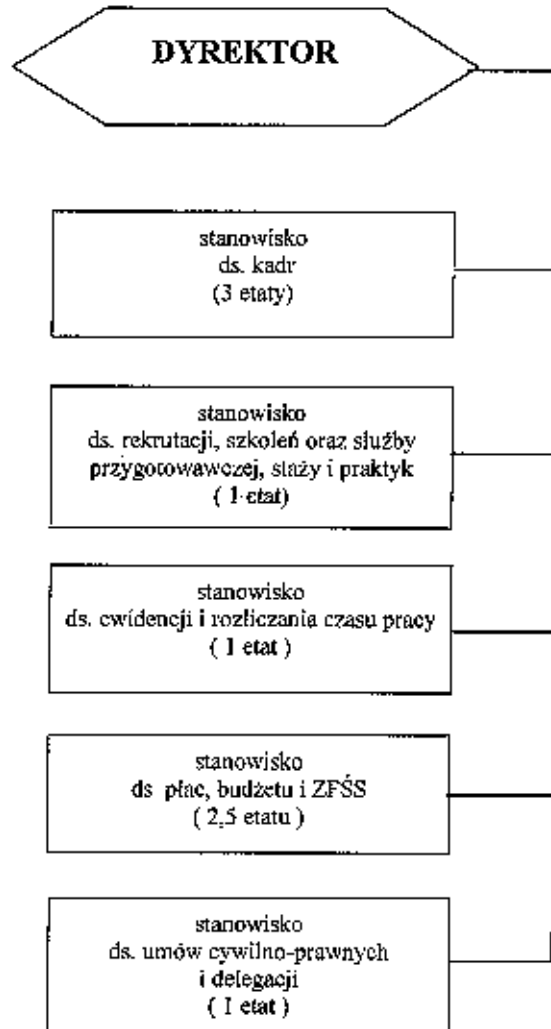 DYREKTOR
stanowisko
ds. kadr
(3 etaty)
stanowisko
ds. rekrutacji, szkoleń oraz służby
przygotowawczej, staży i praktyk
( 1 etat)
stanowisko
ds. ewidencji i rozliczania czasu pracy
( 1 etat )
stanowisko
ds płac, budżetu i ZFŚS
( 2,5 etatu )
stanowisko
ds. umów cywilno-prawnych
i delegacji
( 1 etat )